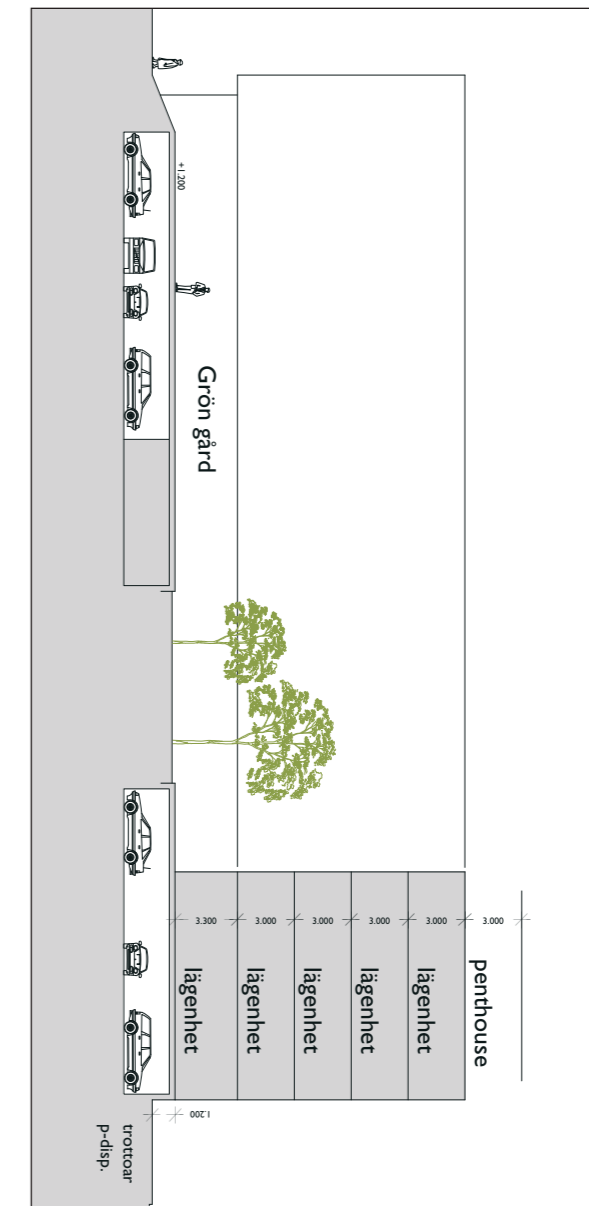 3.000 penthouse
3.000 lägenhet
3.000 lägenhet
3.000 lägenhet
3.000 lägenhet
Grön gård
3.300 lägenhet
+1.200
1.200
trottoar
p-disp.